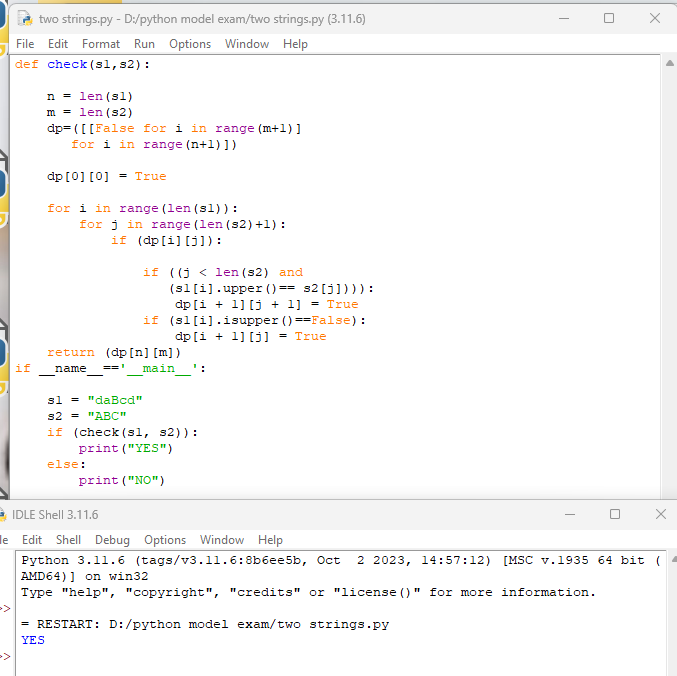 two strings.py - D:/python model exam/two strings.py (3.11.6)
File Edit Format Run Options Window Help
def check(s1,s2):
    n = len(s1)
    m = len(s2)
    dp=([[False for i in range(m+1)]
       for i in range(n+1)])
    dp[0][0] = True
    for i in range(len(s1)):
        for j in range(len(s2)+1):
            if (dp[i][j]):
                if ((j < len(s2) and
                   (s1[i].upper()== s2[j]))):
                    dp[i + 1][j + 1] = True
                if (s1[i].isupper()==False):
                    dp[i + 1][j] = True
    return (dp[n][m])
if __name__=='__main__':
    s1 = "daBcd"
    s2 = "ABC"
    if (check(s1, s2)):
        print("YES")
    else:
        print("NO")
IDLE Shell 3.11.6
le Edit Shell Debug Options Window Help
Python 3.11.6 (tags/v3.11.6:8b6ee5b, Oct  2 2023, 14:57:12) [MSC v.1935 64 bit (
AMD64)] on win32
Type "help", "copyright", "credits" or "license()" for more information.
>>
= RESTART: D:/python model exam/two strings.py
YES
>>